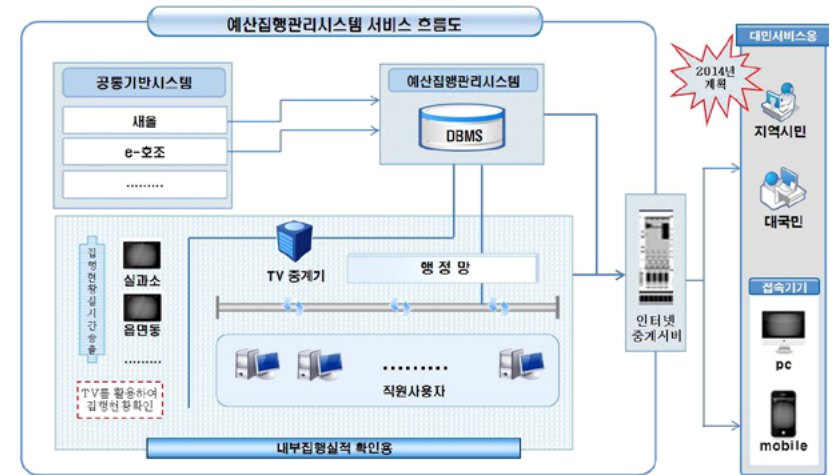 예산집행관리시스템 서비스 흐름도
공통기반시스템
새올
e-호조
.........
예산집행관리시스템
DBMS
집행현황실시간송출
실과소
읍면동
.........
TV를 활용하여
집행현황확인
TV 중계기
행 정 망
.........
직원사용자
내부집행실적 확인용
인터넷
중계서버
2014년
계획
대민서비스용
지역시민
대국민
접속기기
pc
mobile